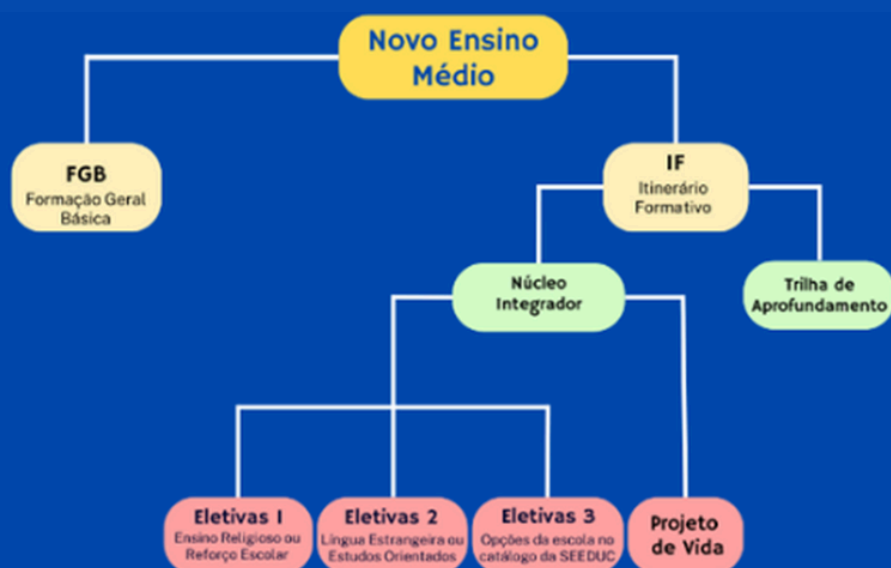 Novo Ensino
Médio
FGB
Formação Geral
Básica
IF
Itinerário
Formativo
Núcleo
Integrador
Trilha de
Aprofundamento
Eletivas 1
Ensino Religioso ou
Reforço Escolar
Eletivas 2
Língua Estrangeira ou
Estudos Orientados
Eletivas 3
Opções da escola no
catálogo da SEEDUC
Projeto
de Vida